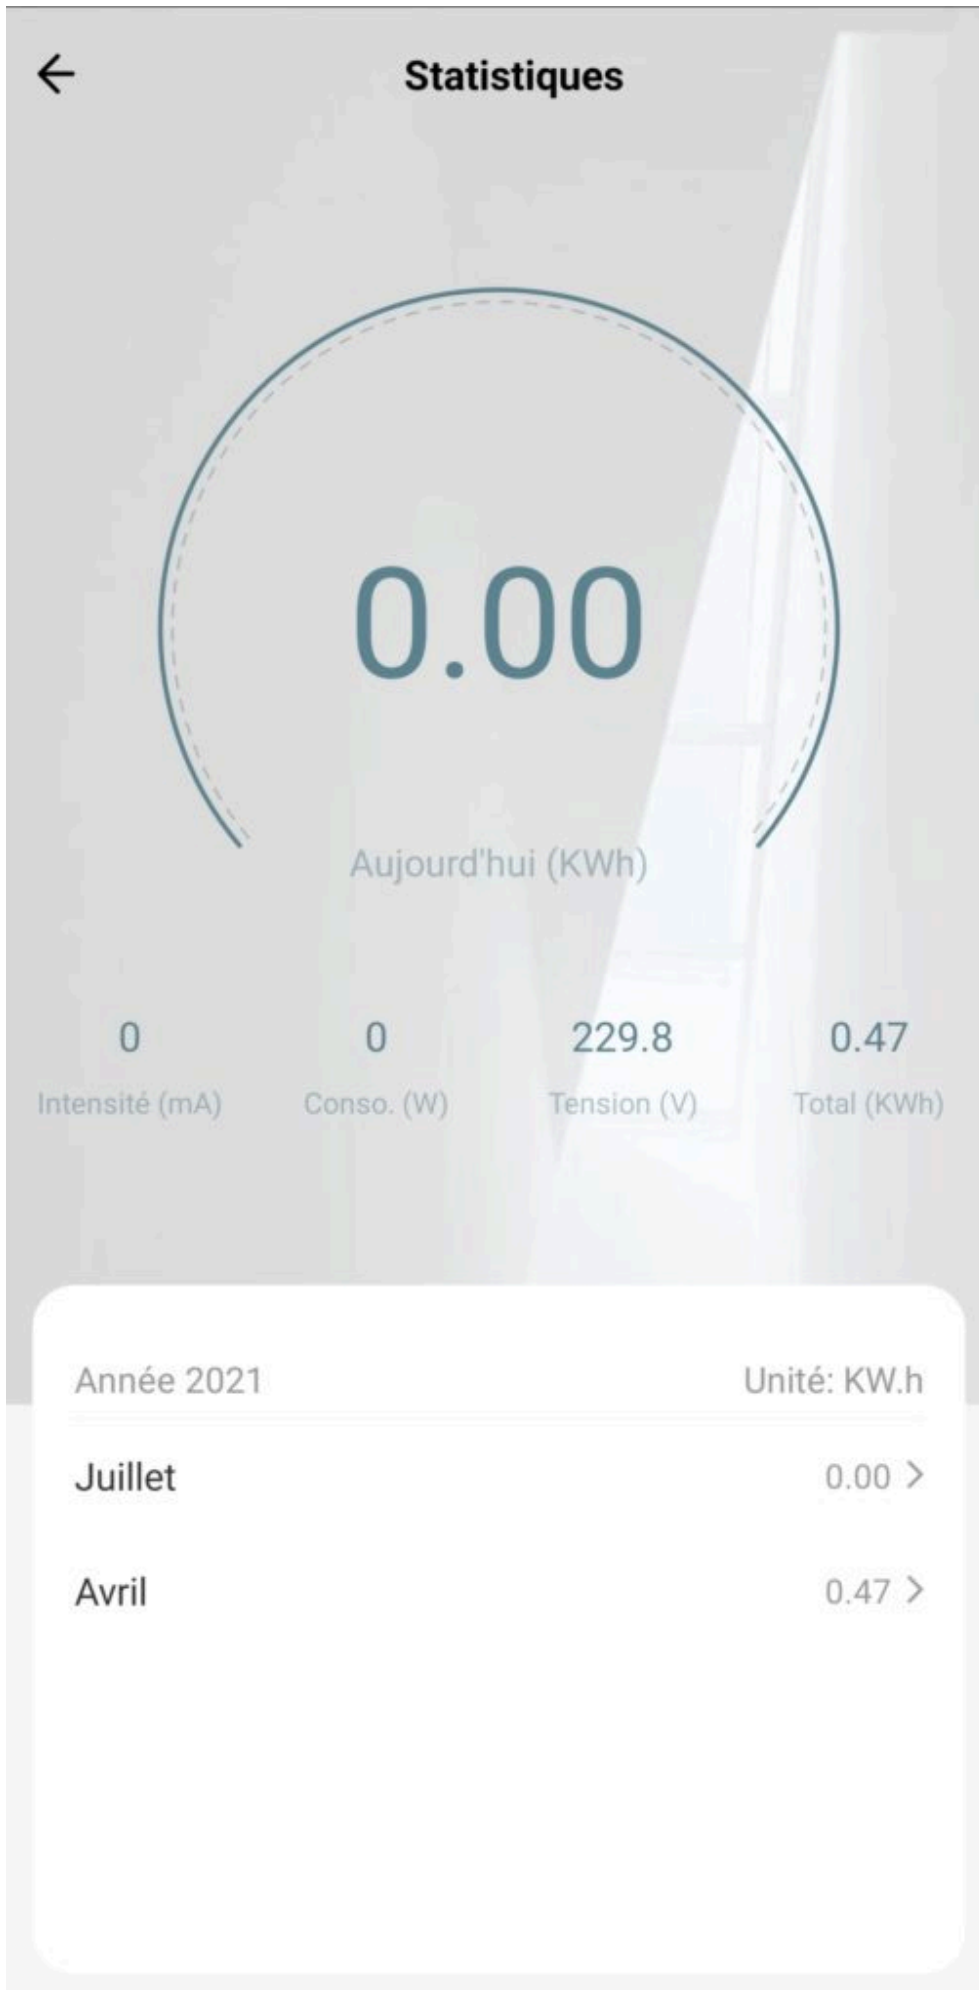 Statistiques
0.00
Aujourd'hui (KWh)
0 0 229.8 0.47
Intensité (mA) Conso. (W) Tension (V) Total (KWh)
Année 2021 Unité: KW.h
Juillet 0.00
Avril 0.47